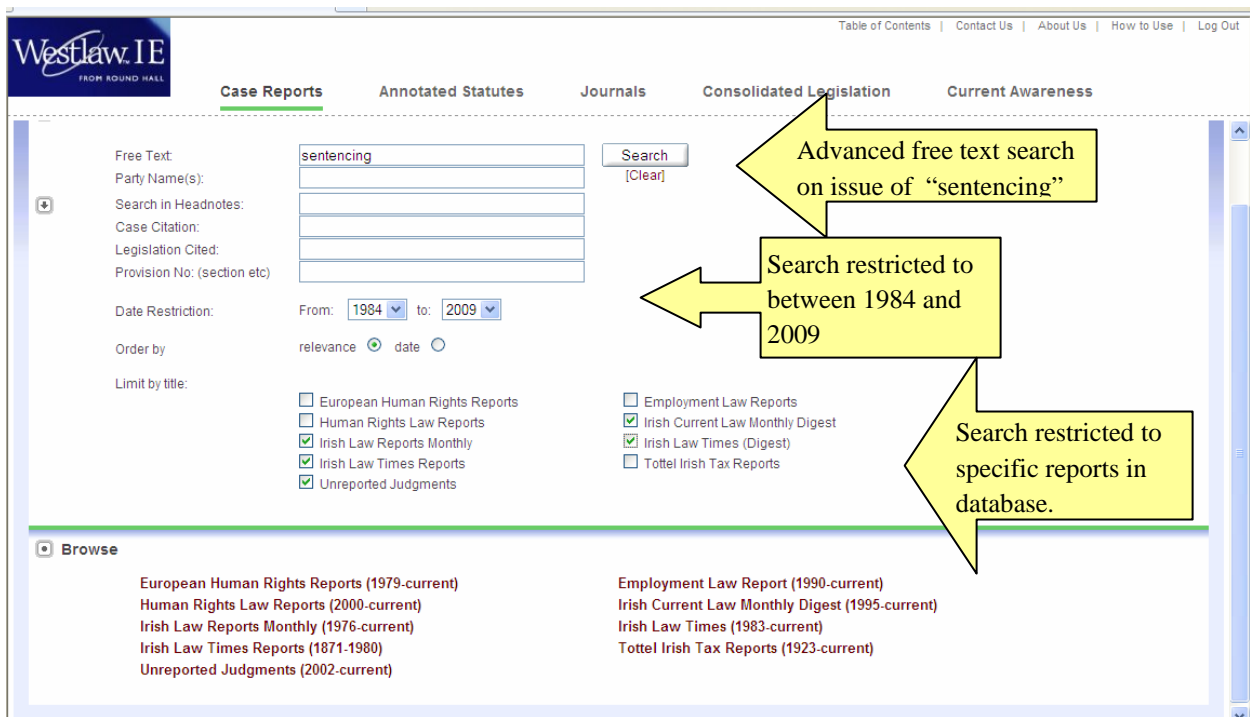 Table of Contents | Contact Us | About Us | How to Use | Log Out
Westlaw.IE
FROM ROUND HALL
Case Reports Annotated Statutes Journals Consolidated Legislation Current Awareness
Free Text: sentencing Search
Party Name(s): [Clear]
Search in Headnotes:
Case Citation:
Legislation Cited:
Provision No: (section etc)
Advanced free text search
on issue of “sentencing”
Date Restriction: From: 1984 to: 2009
Search restricted to
between 1984 and
2009
Order by relevance date
Limit by title:
European Human Rights Reports Employment Law Reports
Human Rights Law Reports Irish Current Law Monthly Digest
Irish Law Reports Monthly Irish Law Times (Digest)
Irish Law Times Reports Tottel Irish Tax Reports
Unreported Judgments
Search restricted to
specific reports in
database.
Browse
European Human Rights Reports (1979-current) Employment Law Report (1990-current)
Human Rights Law Reports (2000-current) Irish Current Law Monthly Digest (1995-current)
Irish Law Reports Monthly (1976-current) Irish Law Times (1983-current)
Irish Law Times Reports (1871-1980) Tottel Irish Tax Reports (1923-current)
Unreported Judgments (2002-current)